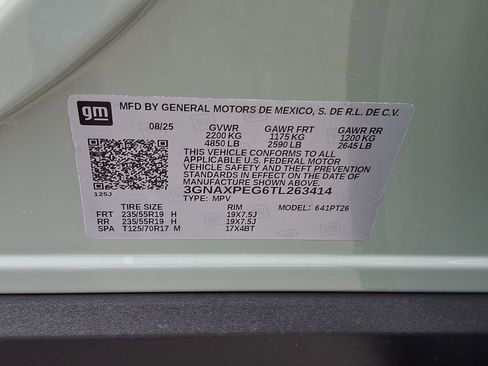 gm
MFD BY GENERAL MOTORS DE MEXICO, S. DE R.L. DE C.V.
08/25 GVWR GAWR FRT GAWR RR
2200 KG 1175 KG 1200 KG
4850 LB 2590 LB 2645 LB
THIS VEHICLE CONFORMS TO ALL
APPLICABLE U.S. FEDERAL MOTOR
VEHICLE SAFETY AND THEFT PREVENTION
STANDARDS IN EFFECT ON THE DATE OF
MANUFACTURE SHOWN ABOVE.
125J 3GNAXPEG6TL263414
TYPE: MPV
TIRE SIZE RIM MODEL: 641PT26
FRT 235/55R19 H 19X7.5J
RR 235/55R19 H 19X7.5J
SPA T125/70R17 M 17X4BT